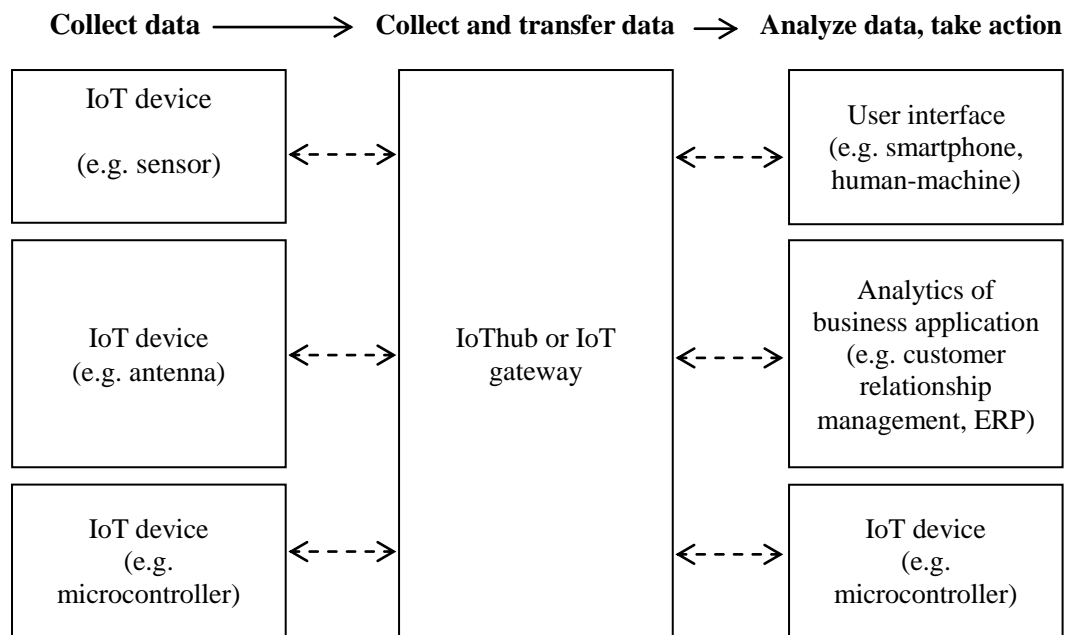 Collect data
Collect and transfer data
Analyze data, take action
IoT device
(e.g. sensor)
IoT device
(e.g. antenna)
IoT device
(e.g.
microcontroller)
IoThub or IoT
gateway
User interface
(e.g. smartphone,
human-machine)
Analytics of
business application
(e.g. customer
relationship
management, ERP)
IoT device
(e.g.
microcontroller)